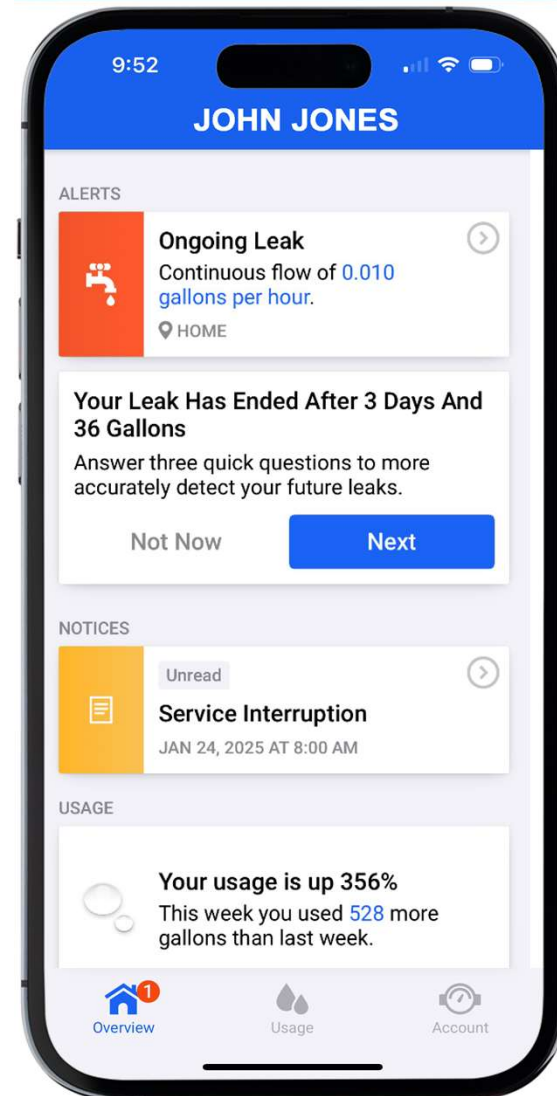 9:52
JOHN JONES
ALERTS
Ongoing Leak
Continuous flow of 0.010
gallons per hour.
HOME
Your Leak Has Ended After 3 Days And
36 Gallons
Answer three quick questions to more
accurately detect your future leaks.
Not Now
Next
NOTICES
Unread
Service Interruption
JAN 24, 2025 AT 8:00 AM
USAGE
Your usage is up 356%
This week you used 528 more
gallons than last week.
1
Overview
Usage
Account